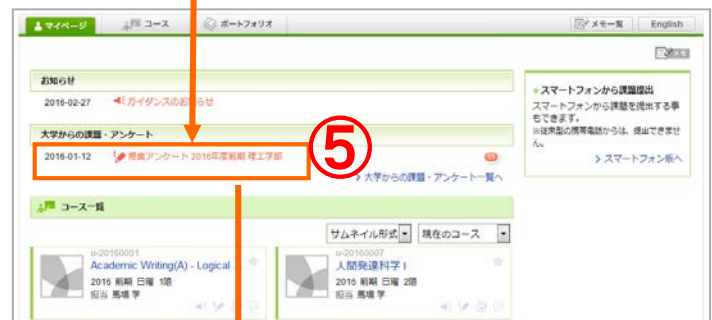 マイページ コース ポートフォリオ メモ一覧 English
メモ
お知らせ
2016-02-27 ガイダンスのお知らせ
大学からの課題・アンケート
2016-01-12 授業アンケート 2016年度前期 理工学部
⑤
大学からの課題・アンケート一覧へ
スマートフォンから課題提出
スマートフォンから課題を提出する事
もできます。
※従来型の携帯電話からは、提出できませ
ん。
スマートフォン版へ
コース一覧
サムネイル形式 現在のコース
u-20160001
Academic Writing(A) - Logical ...
2016 前期 日曜 1限
担当 馬場 学
u-20160007
人間発達科学 I
2016 前期 日曜 2限
担当 馬場 学